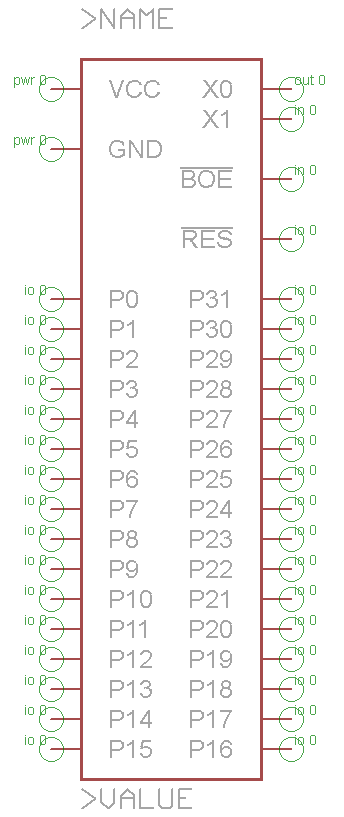 >NAME
pwr 0 VCC X0 out 0
X1 in 0
pwr 0 GND
BOE in 0
RES in 0
io 0 P0 P31 io 0
io 0 P1 P30 io 0
io 0 P2 P29 io 0
io 0 P3 P28 io 0
io 0 P4 P27 io 0
io 0 P5 P26 io 0
io 0 P6 P25 io 0
io 0 P7 P24 io 0
io 0 P8 P23 io 0
io 0 P9 P22 io 0
io 0 P10 P21 io 0
io 0 P11 P20 io 0
io 0 P12 P19 io 0
io 0 P13 P18 io 0
io 0 P14 P17 io 0
io 0 P15 P16 io 0
>VALUE